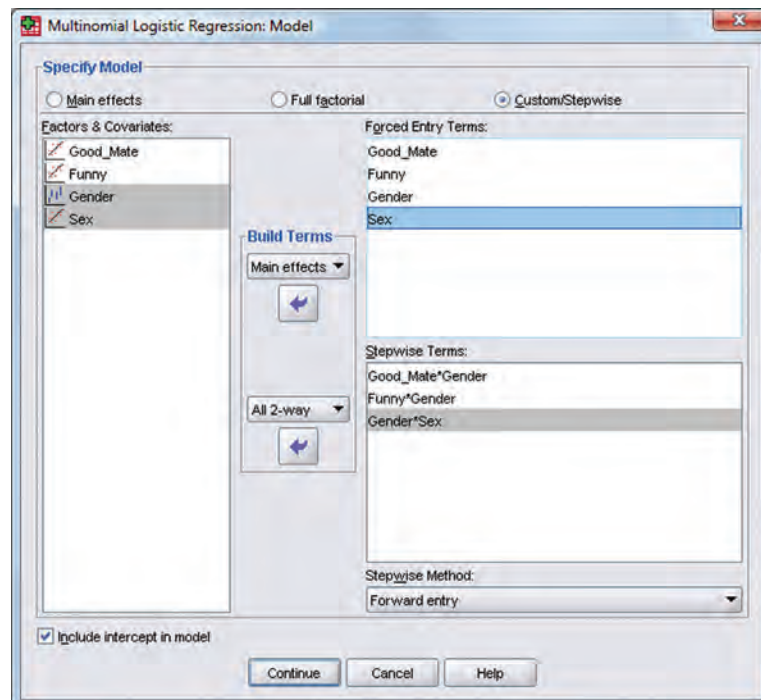 Multinomial Logistic Regression: Model
Specify Model
Main effects
Full factorial
Custom/Stepwise
Factors & Covariates:
Good_Mate
Funny
Gender
Sex
Build Terms
Main effects
All 2-way
Forced Entry Terms:
Good_Mate
Funny
Gender
Sex
Stepwise Terms:
Good_Mate*Gender
Funny*Gender
Gender*Sex
Stepwise Method:
Forward entry
Include intercept in model
Continue
Cancel
Help